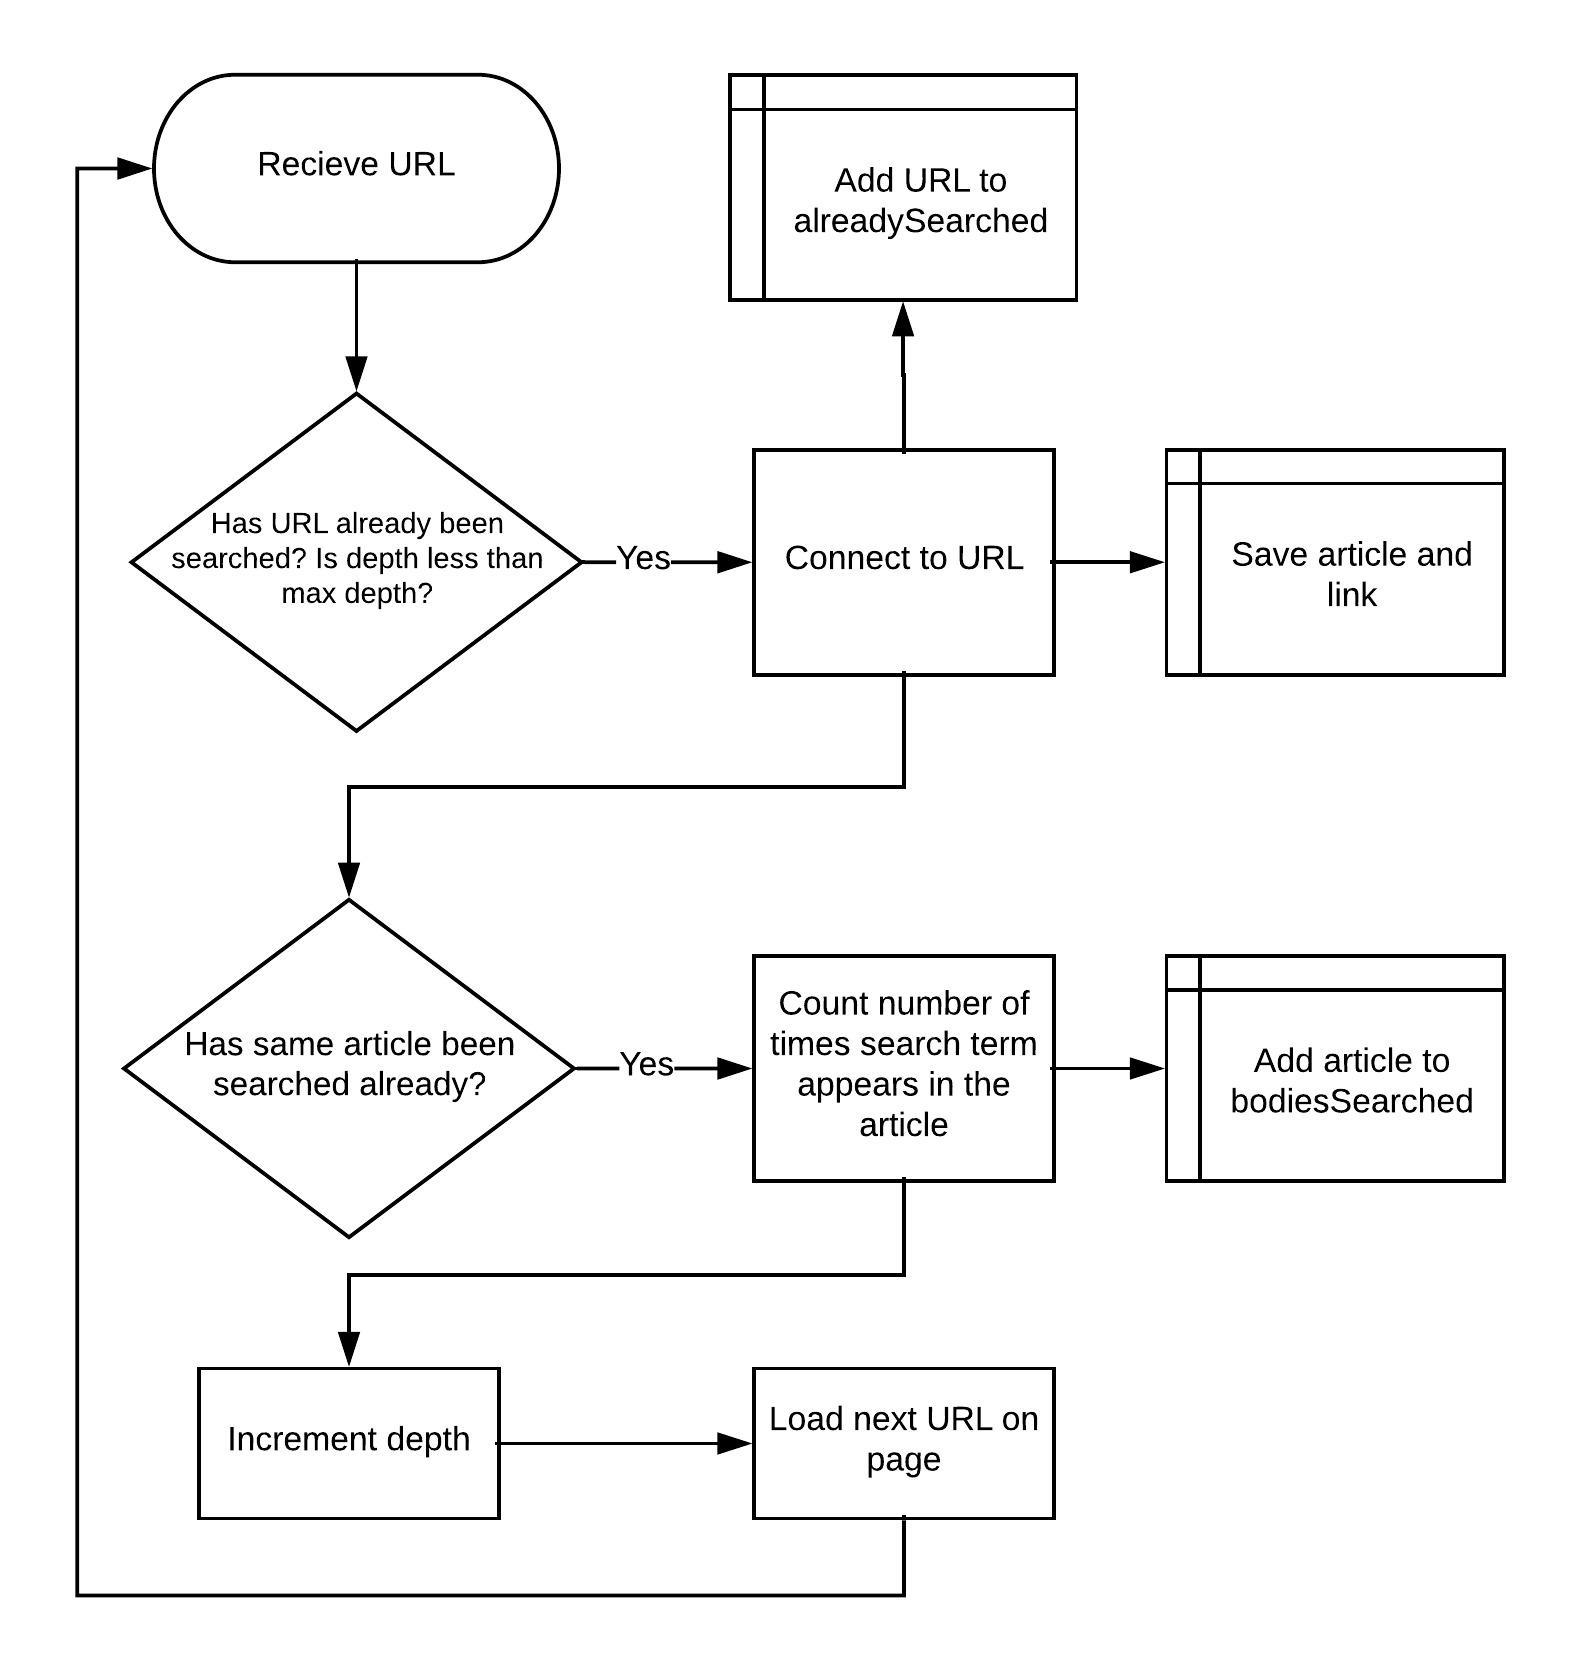 Recieve URL
Add URL to
alreadySearched
Has URL already been
searched? Is depth less than
max depth?
Yes
Connect to URL
Save article and
link
Has same article been
searched already?
Yes
Count number of
times search term
appears in the
article
Add article to
bodiesSearched
Increment depth
Load next URL on
page